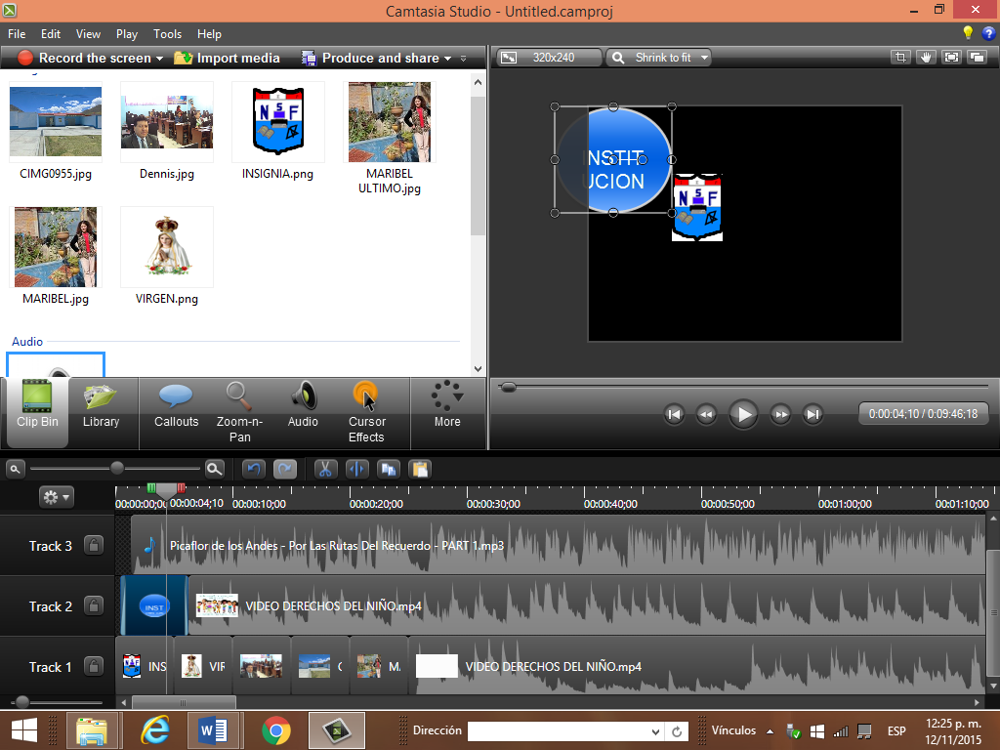 Camtasia Studio - Untitled.camproj
File Edit View Play Tools Help
Record the screen Import media Produce and share
320x240 Shrink to fit
CIMG0955.jpg Dennis.jpg INSIGNIA.png MARIBEL
ULTIMO.jpg
MARIBEL.jpg VIRGEN.png
Audio
INSTIT
UCION
N S F
Clip Bin Library Callouts Zoom-n-
Pan Audio Cursor
Effects More
0:00:04;10 / 0:09:46;18
00:00:00;00 00:00:04;10 00:00:10;00 00:00:20;00 00:00:30;00 00:00:40;00 00:00:50;00 00:01:00;00 00:01:10;00
Track 3 Picaflor de los Andes - Por Las Rutas Del Recuerdo - PART 1.mp3
Track 2 INST VIDEO DERECHOS DEL NIÑO.mp4
Track 1 INS VIR C MA VIDEO DERECHOS DEL NIÑO.mp4
Dirección Vínculos ESP 12:25 p. m.
12/11/2015